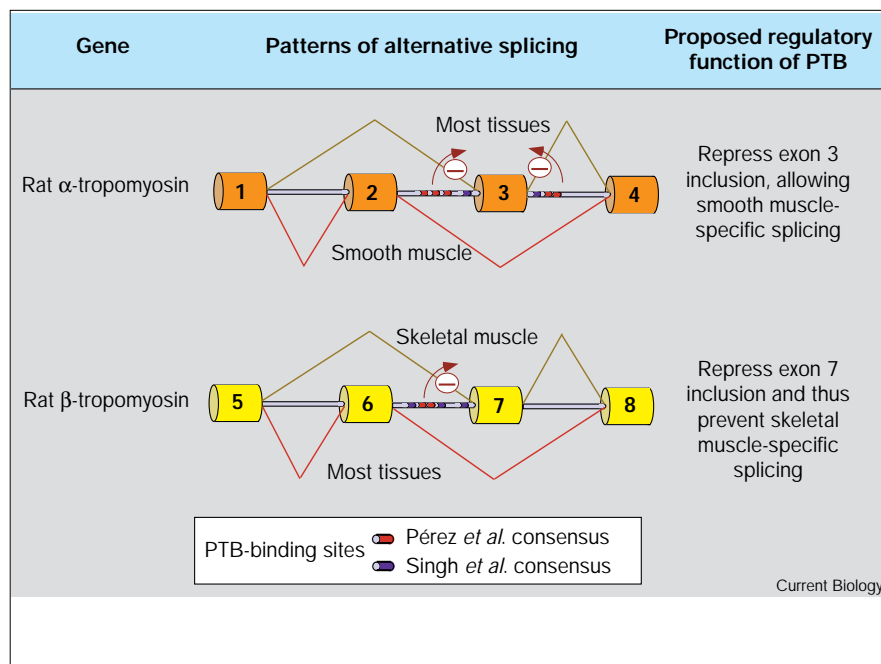 Gene
Patterns of alternative splicing
Proposed regulatory
function of PTB
Rat α-tropomyosin
Most tissues
1
2
3
4
Smooth muscle
Repress exon 3
inclusion, allowing
smooth muscle-
specific splicing
Rat β-tropomyosin
Skeletal muscle
5
6
7
8
Most tissues
Repress exon 7
inclusion and thus
prevent skeletal
muscle-specific
splicing
PTB-binding sites
Pérez et al. consensus
Singh et al. consensus
Current Biology